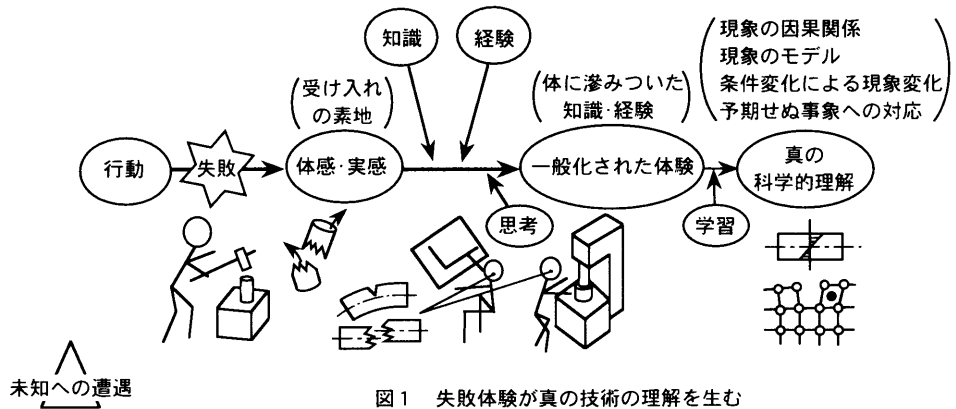 知識
経験
現象の因果関係
現象のモデル
条件変化による現象変化
予期せぬ事象への対応
受け入れ
の素地
体に滲みついた
知識・経験
行動
失敗
体感・実感
一般化された体験
真の
科学的理解
思考
学習
未知への遭遇
図1 失敗体験が真の技術の理解を生む